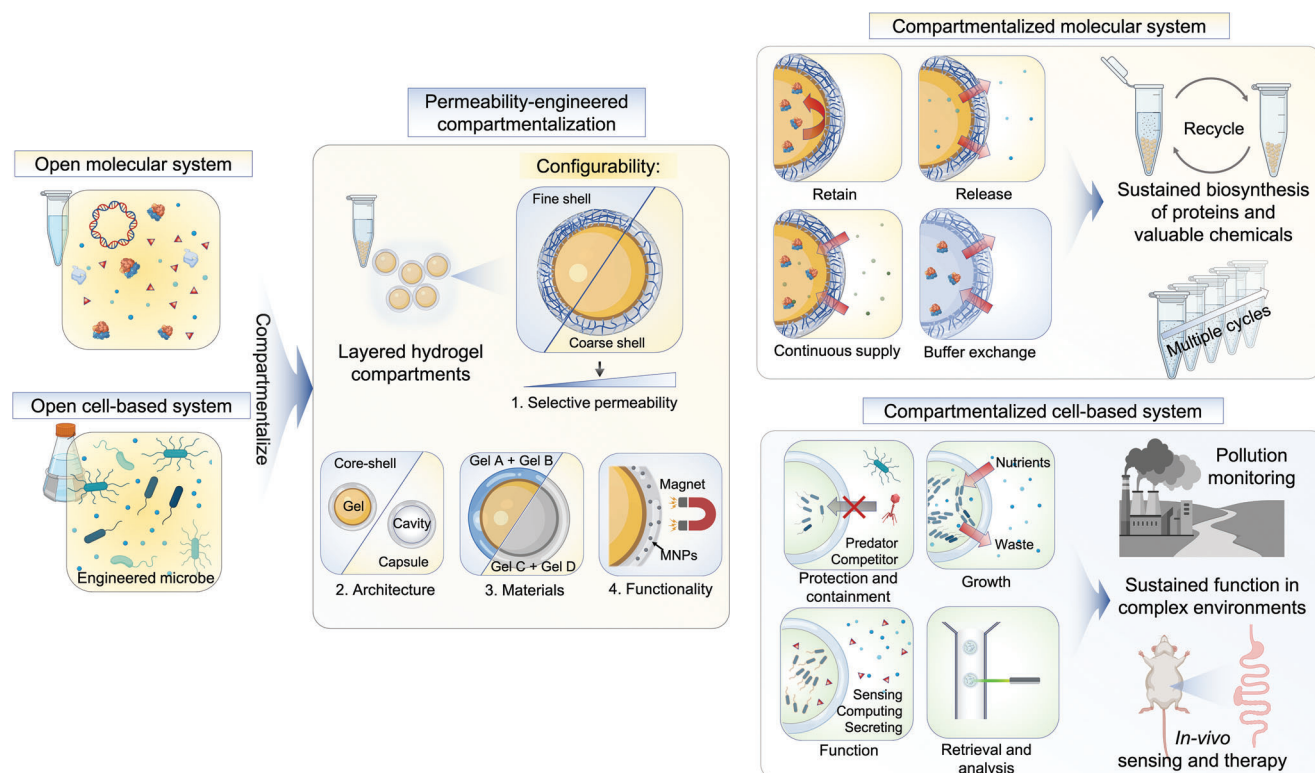 Open molecular system
Open cell-based system
Engineered microbe
Compartmentalize
Permeability-engineered
compartmentalization
Configurability:
Fine shell
Coarse shell
Layered hydrogel
compartments
1. Selective permeability
Core-shell
Gel
Cavity
Capsule
2. Architecture
Gel A + Gel B
Gel C + Gel D
3. Materials
Magnet
MNPs
4. Functionality
Compartmentalized molecular system
Retain
Release
Continuous supply
Buffer exchange
Recycle
Sustained biosynthesis
of proteins and
valuable chemicals
Multiple cycles
Compartmentalized cell-based system
Predator
Competitor
Protection and
containment
Nutrients
Waste
Growth
Sensing
Computing
Secreting
Function
Retrieval and
analysis
Pollution
monitoring
Sustained function in
complex environments
In-vivo
sensing and therapy